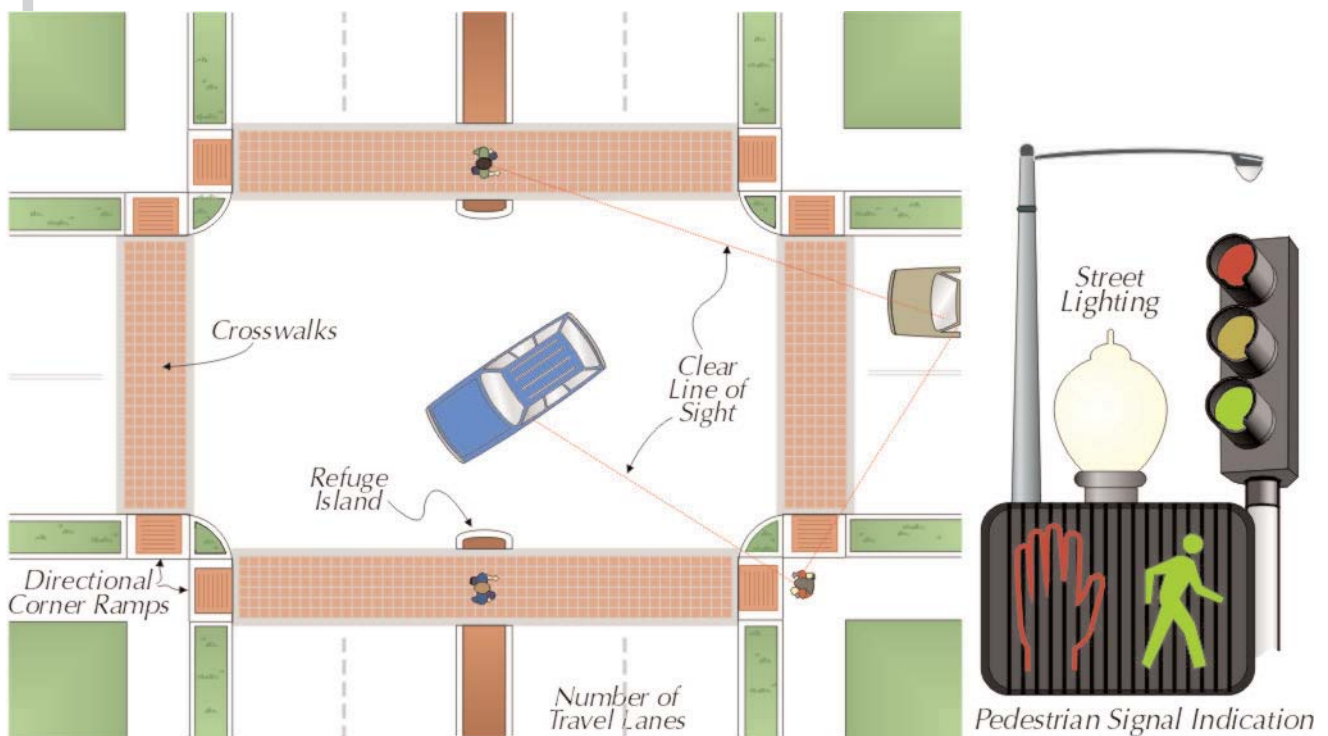 Crosswalks
Clear
Line of
Sight
Refuge
Island
Directional
Corner Ramps
Number of
Travel Lanes
Street
Lighting
Pedestrian Signal Indication